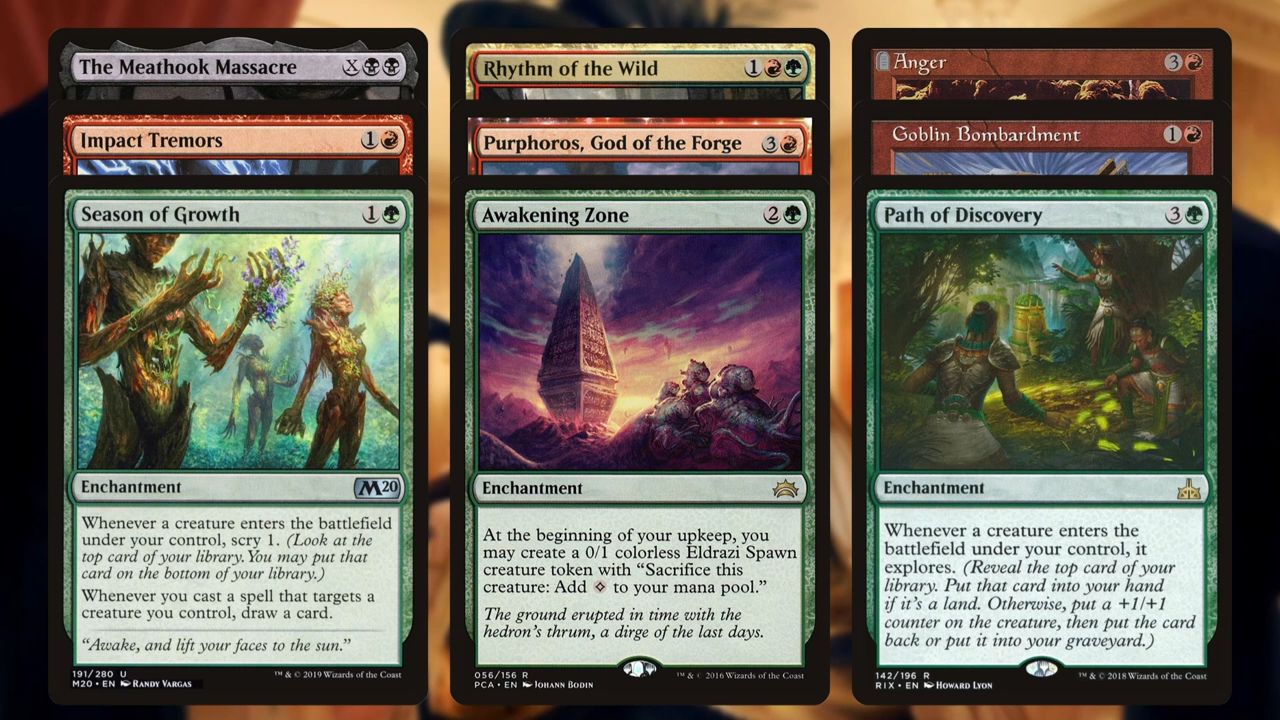 The Meathook Massacre X
Impact Tremors 1
Season of Growth 1
Enchantment M20
Whenever a creature enters the battlefield
under your control, scry 1. (Look at the
top card of your library. You may put that
card on the bottom of your library.)
Whenever you cast a spell that targets a
creature you control, draw a card.
“Awake, and lift your faces to the sun.”
191/280 U
M20 • EN RANDY VARGAS
™ & © 2019 Wizards of the Coast
Rhythm of the Wild 1
Purphoros, God of the Forge 3
Awakening Zone 2
Enchantment
At the beginning of your upkeep, you
may create a 0/1 colorless Eldrazi Spawn
creature token with “Sacrifice this
creature: Add to your mana pool.”
The ground erupted in time with the
hedron’s thrum, a dirge of the last days.
056/156 R
PCA • EN JOHANN BODIN
™ & © 2016 Wizards of the Coast
Anger 3
Goblin Bombardment 1
Path of Discovery 3
Enchantment
Whenever a creature enters the
battlefield under your control, it
explores. (Reveal the top card of your
library. Put that card into your hand
if it’s a land. Otherwise, put a +1/+1
counter on the creature, then put the card
back or put it into your graveyard.)
142/196 R
RIX • EN HOWARD LYON
™ & © 2018 Wizards of the Coast